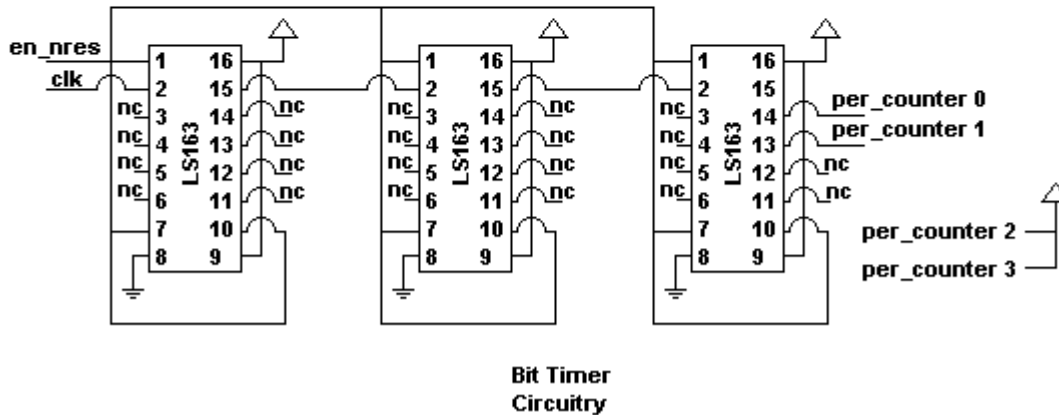 en_nres
clk
1 16
2 15
nc 3 14 nc
nc 4 13 nc
nc 5 12 nc
nc 6 11 nc
7 10
8 9
LS163
1 16
2 15
nc 3 14 nc
nc 4 13 nc
nc 5 12 nc
nc 6 11 nc
7 10
8 9
LS163
1 16
2 15
nc 3 14 per_counter 0
nc 4 13 per_counter 1
nc 5 12 nc
nc 6 11 nc
7 10
8 9
LS163
per_counter 2
per_counter 3
Bit Timer
Circuitry